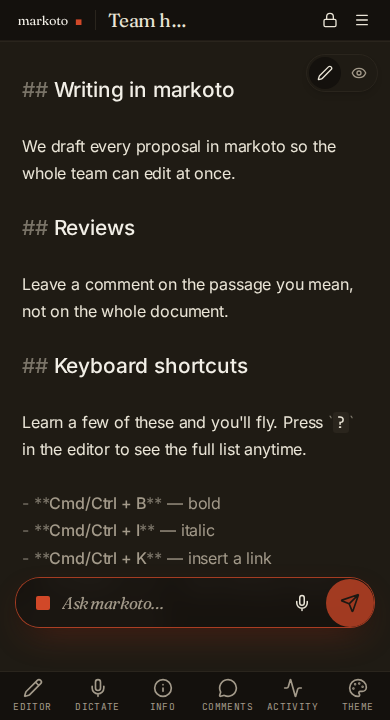 markoto
Team h...
## Writing in markoto
We draft every proposal in markoto so the
whole team can edit at once.
## Reviews
Leave a comment on the passage you mean,
not on the whole document.
## Keyboard shortcuts
Learn a few of these and you'll fly. Press `?`
in the editor to see the full list anytime.
- **Cmd/Ctrl + B** — bold
- **Cmd/Ctrl + I** — italic
- **Cmd/Ctrl + K** — insert a link
Ask markoto...
EDITOR DICTATE INFO COMMENTS ACTIVITY THEME